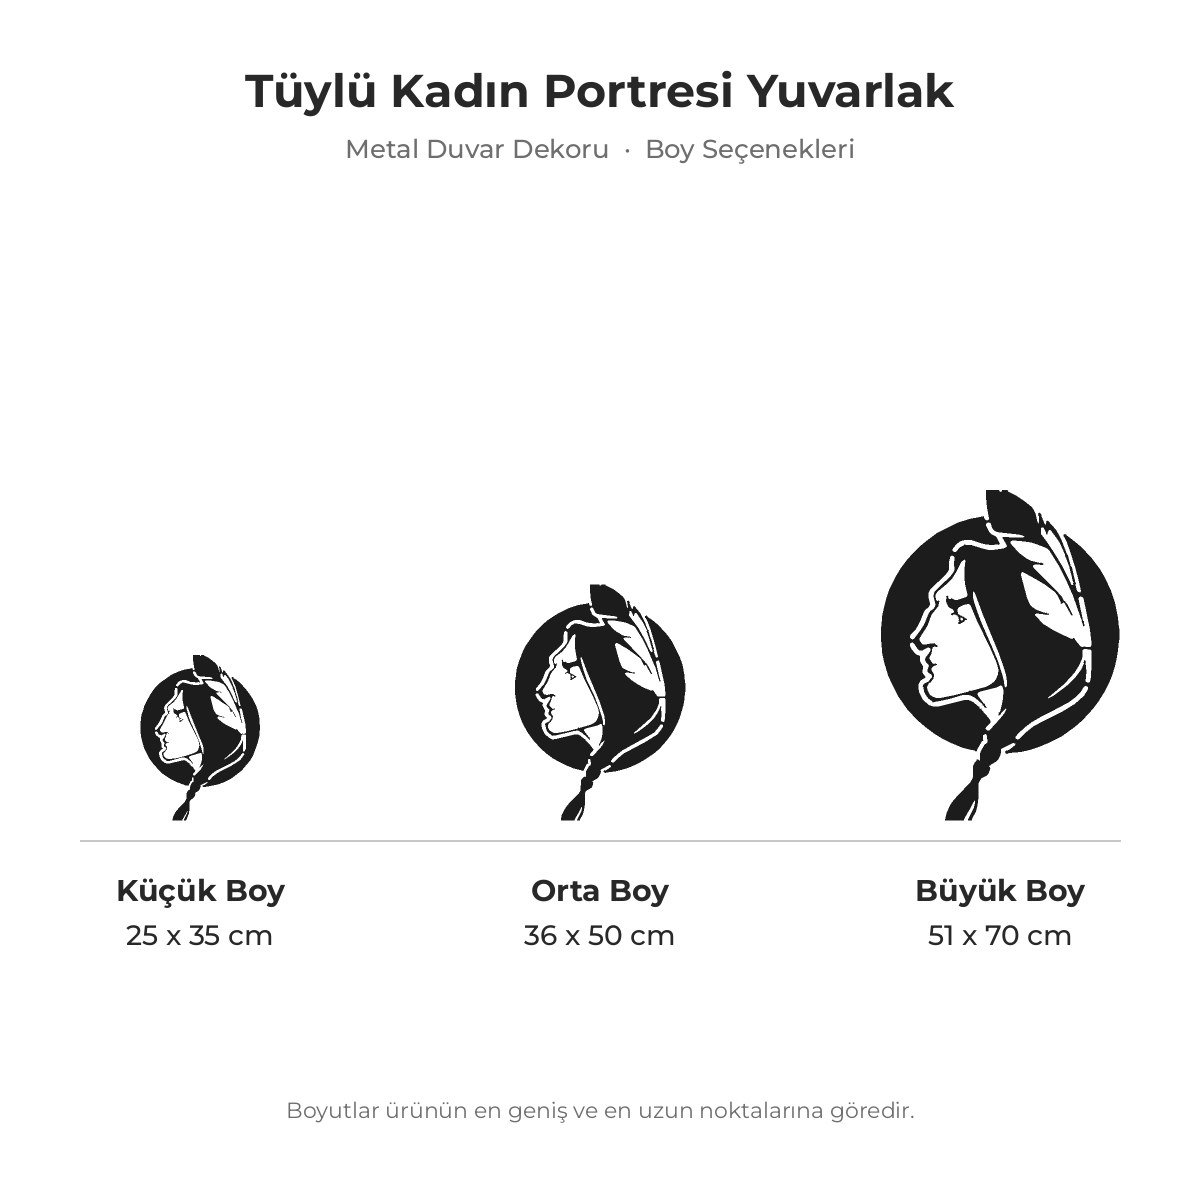 Tüylü Kadın Portresi Yuvarlak
Metal Duvar Dekoru · Boy Seçenekleri
Küçük Boy
25 x 35 cm
Orta Boy
36 x 50 cm
Büyük Boy
51 x 70 cm
Boyutlar ürünün en geniş ve en uzun noktalarına göredir.